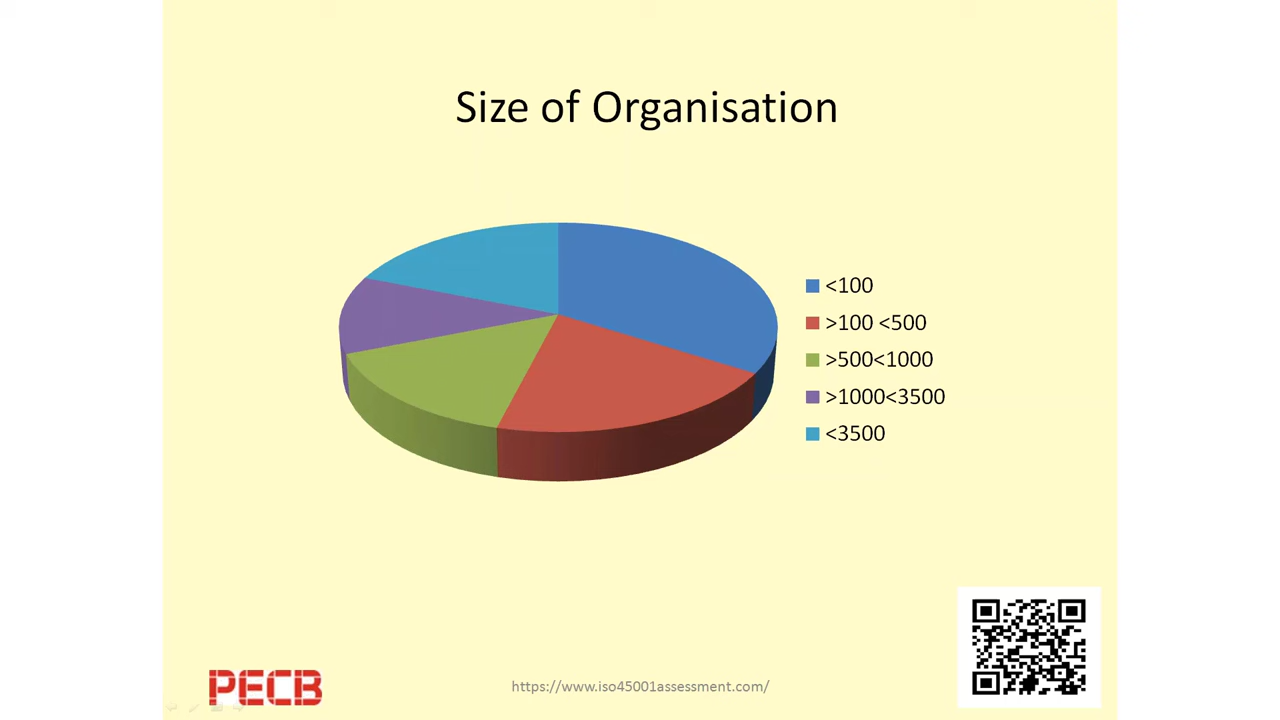 Size of Organisation
<100
>100 <500
>500<1000
>1000<3500
<3500
PECB
https://www.iso45001assessment.com/